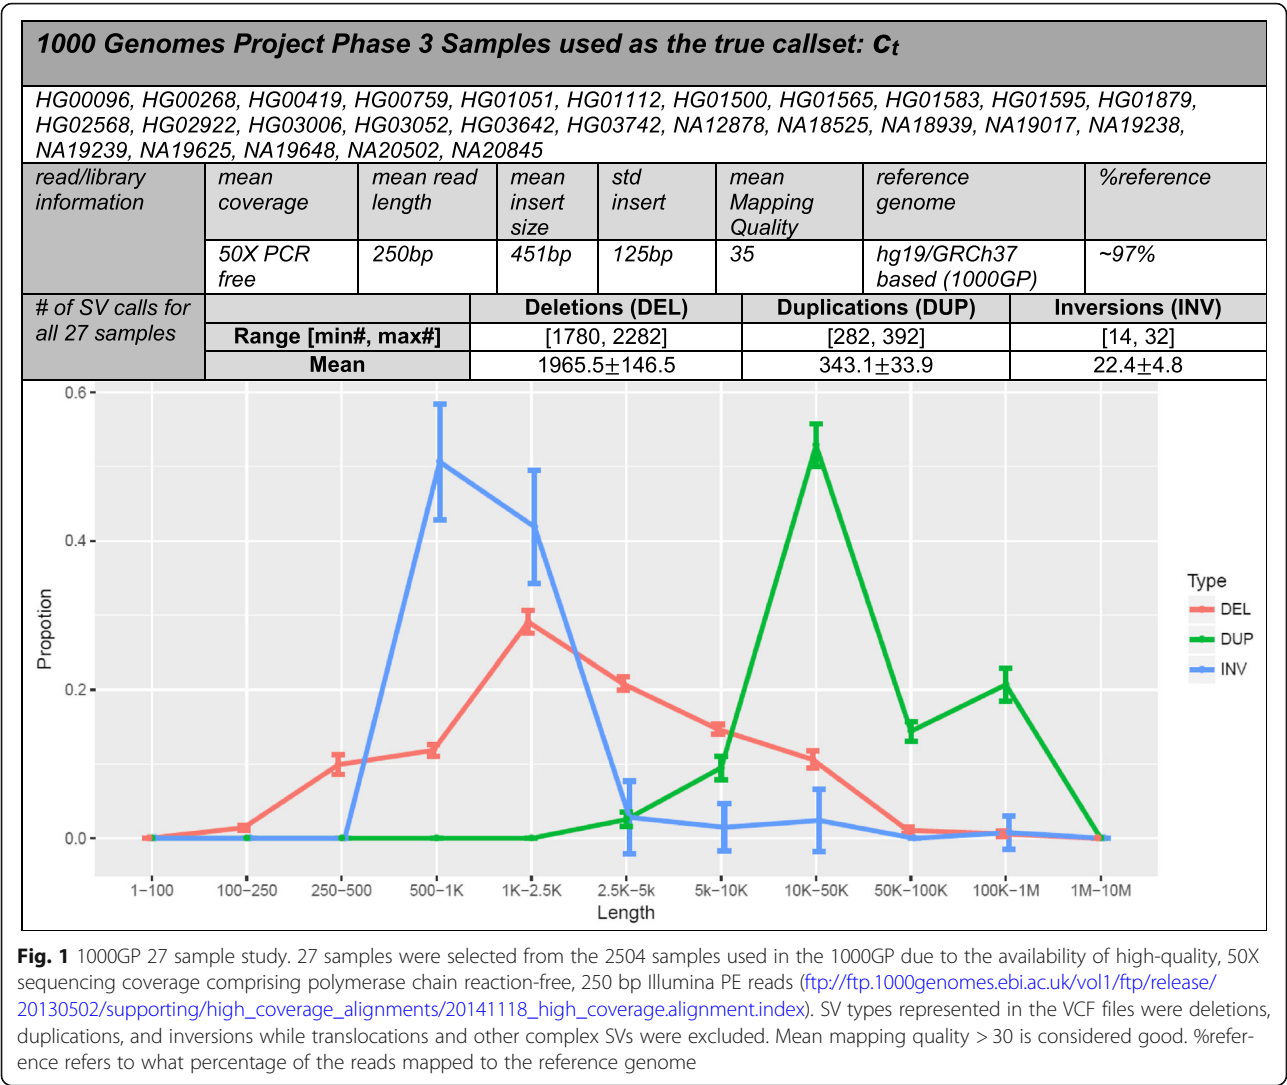 1000 Genomes Project Phase 3 Samples used as the true callset: Ct
HG00096, HG00268, HG00419, HG00759, HG01051, HG01112, HG01500, HG01565, HG01583, HG01595, HG01879,
HG02568, HG02922, HG03006, HG03052, HG03642, HG03742, NA12878, NA18525, NA18939, NA19017, NA19238,
NA19239, NA19625, NA19648, NA20502, NA20845
read/library information mean coverage mean read length mean insert size std insert mean Mapping Quality reference genome %reference
50X PCR free 250bp 451bp 125bp 35 hg19/GRCh37 based (1000GP) ~97%
# of SV calls for all 27 samples Deletions (DEL) Duplications (DUP) Inversions (INV)
Range [min#, max#] [1780, 2282] [282, 392] [14, 32]
Mean 1965.5±146.5 343.1±33.9 22.4±4.8
0.6
0.4
0.2
0.0
Propotion
1−100 100−250 250−500 500−1K 1K−2.5K 2.5K−5k 5k−10K 10K−50K 50K−100K 100K−1M 1M−10M
Length
Type
DEL
DUP
INV
Fig. 1 1000GP 27 sample study. 27 samples were selected from the 2504 samples used in the 1000GP due to the availability of high-quality, 50X
sequencing coverage comprising polymerase chain reaction-free, 250 bp Illumina PE reads (ftp://ftp.1000genomes.ebi.ac.uk/vol1/ftp/release/
20130502/supporting/high_coverage_alignments/20141118_high_coverage.alignment.index). SV types represented in the VCF files were deletions,
duplications, and inversions while translocations and other complex SVs were excluded. Mean mapping quality > 30 is considered good. %refer-
ence refers to what percentage of the reads mapped to the reference genome